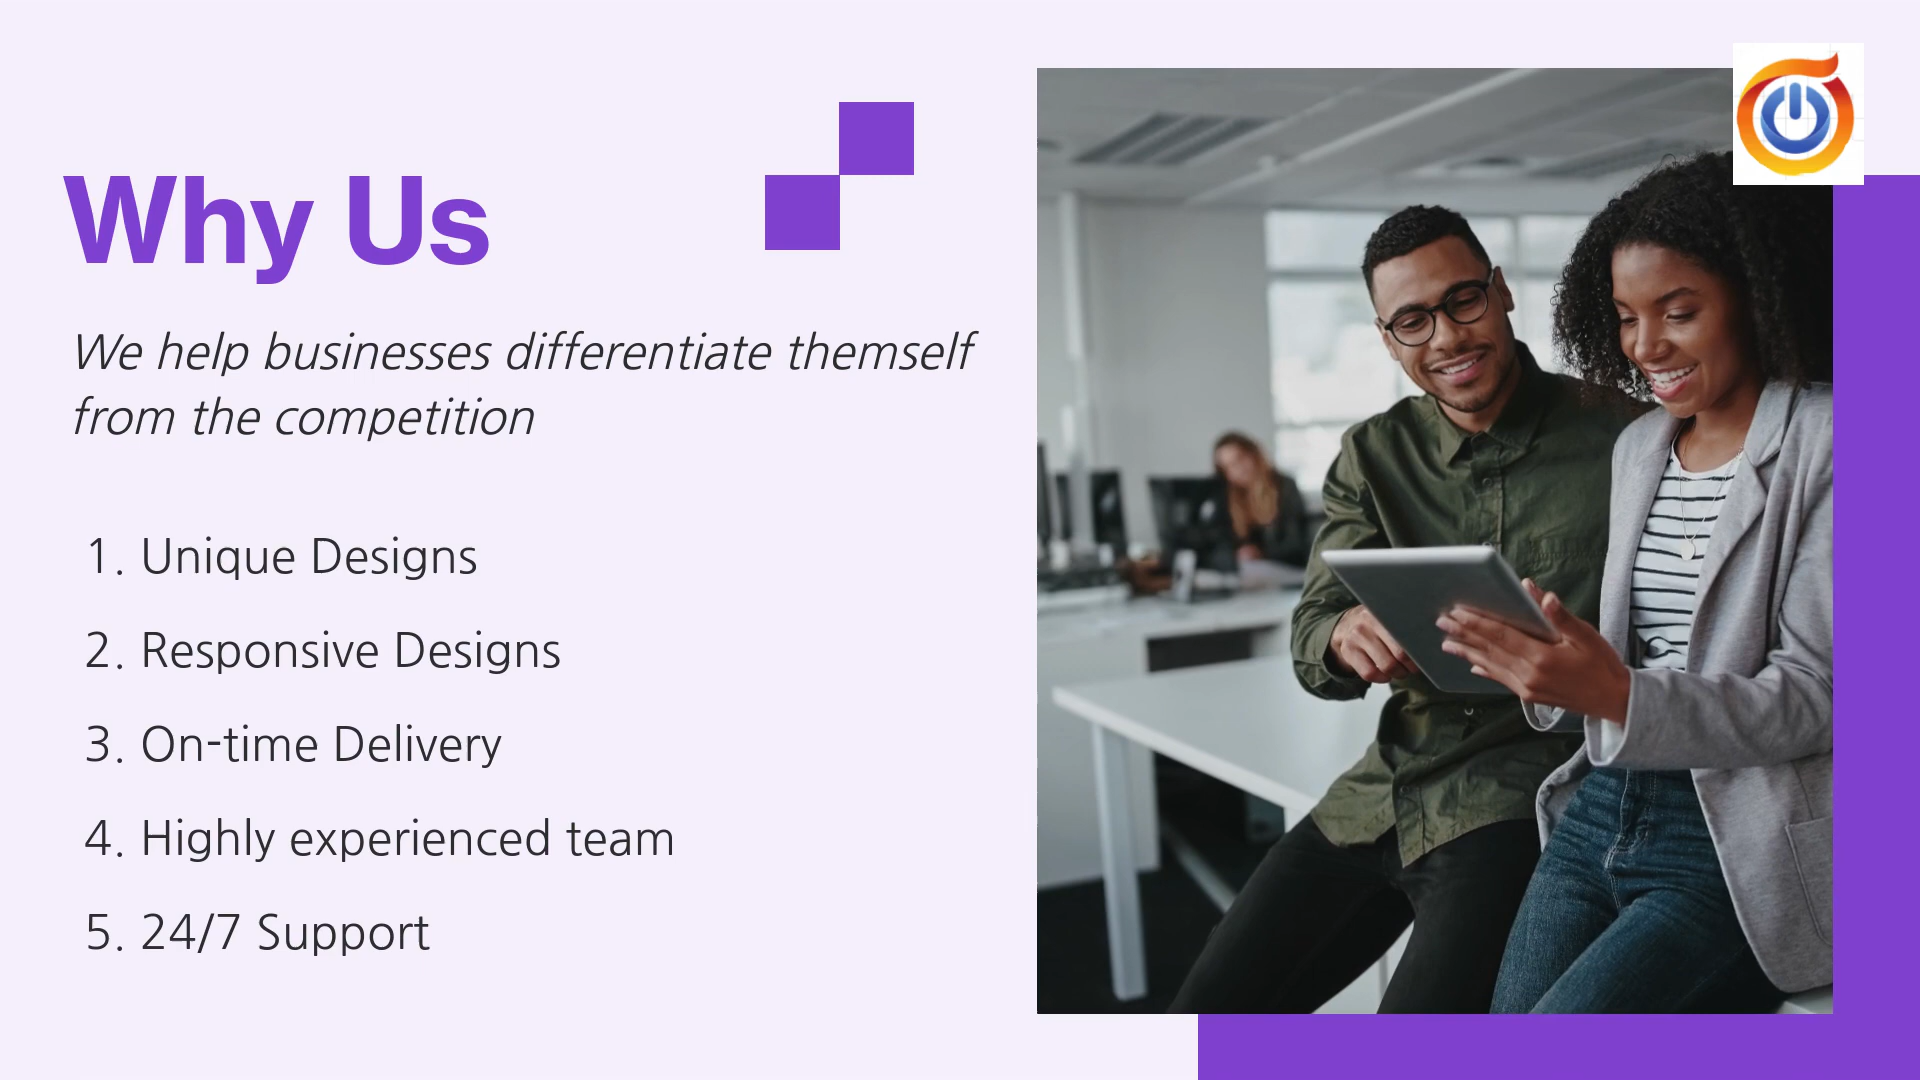 Why Us
We help businesses differentiate themself
from the competition
1. Unique Designs
2. Responsive Designs
3. On-time Delivery
4. Highly experienced team
5. 24/7 Support